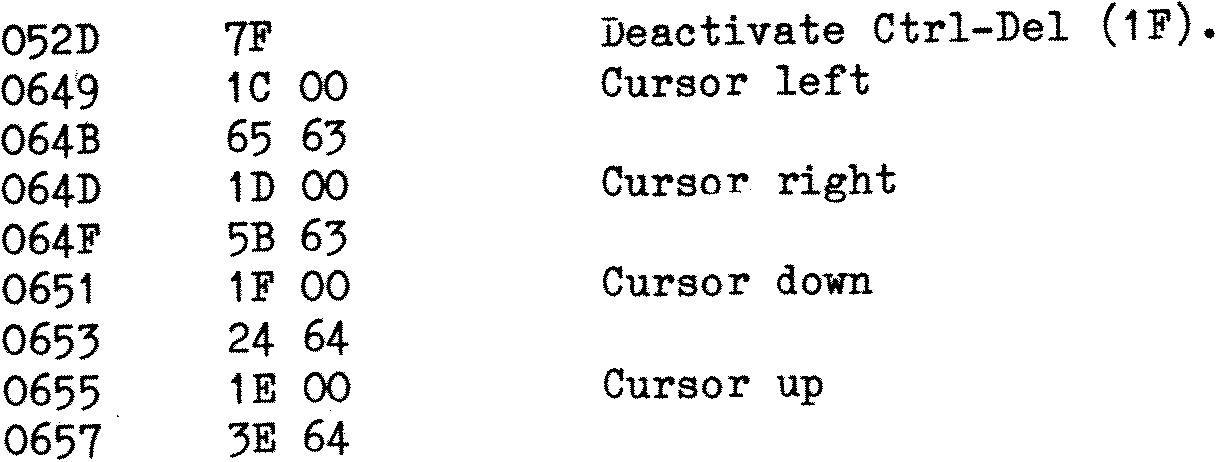 052D 7F Deactivate Ctrl-Del (1F).
0649 1C 00 Cursor left
064B 65 63
064D 1D 00 Cursor right
064F 5B 63
0651 1F 00 Cursor down
0653 24 64
0655 1E 00 Cursor up
0657 3E 64